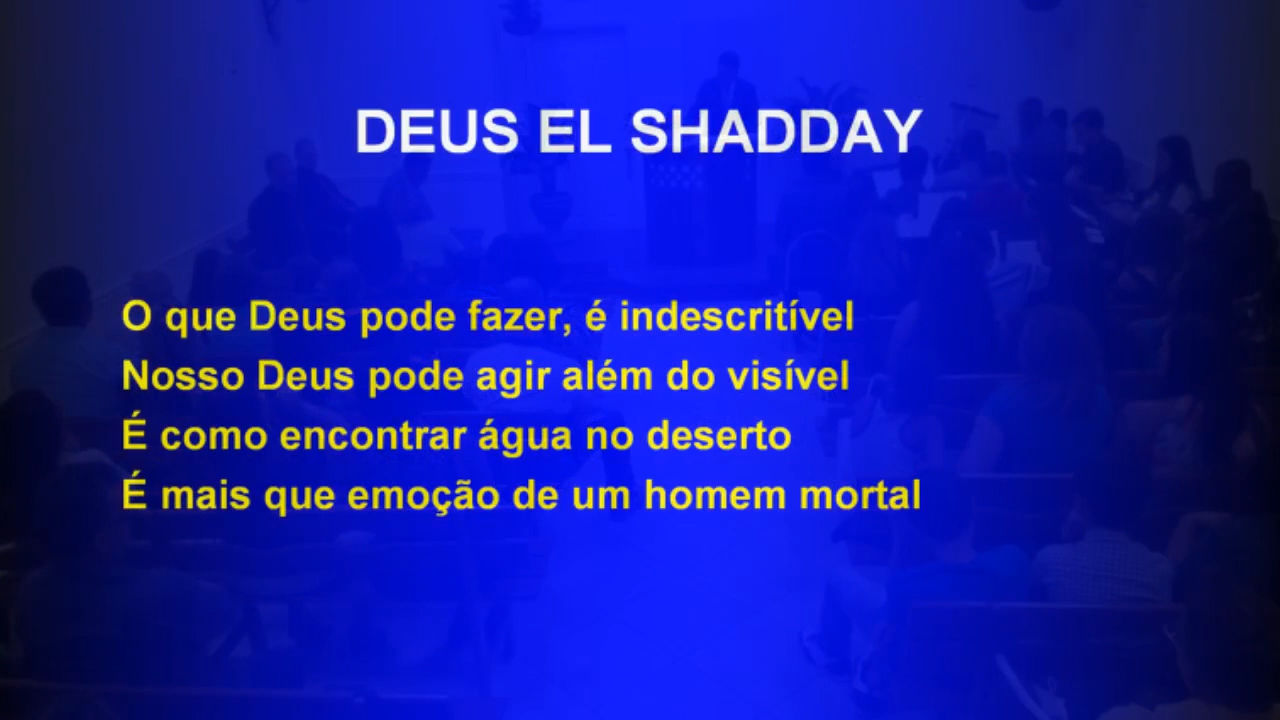 DEUS EL SHADDAY
O que Deus pode fazer, é indescritível
Nosso Deus pode agir além do visível
É como encontrar água no deserto
É mais que emoção de um homem mortal